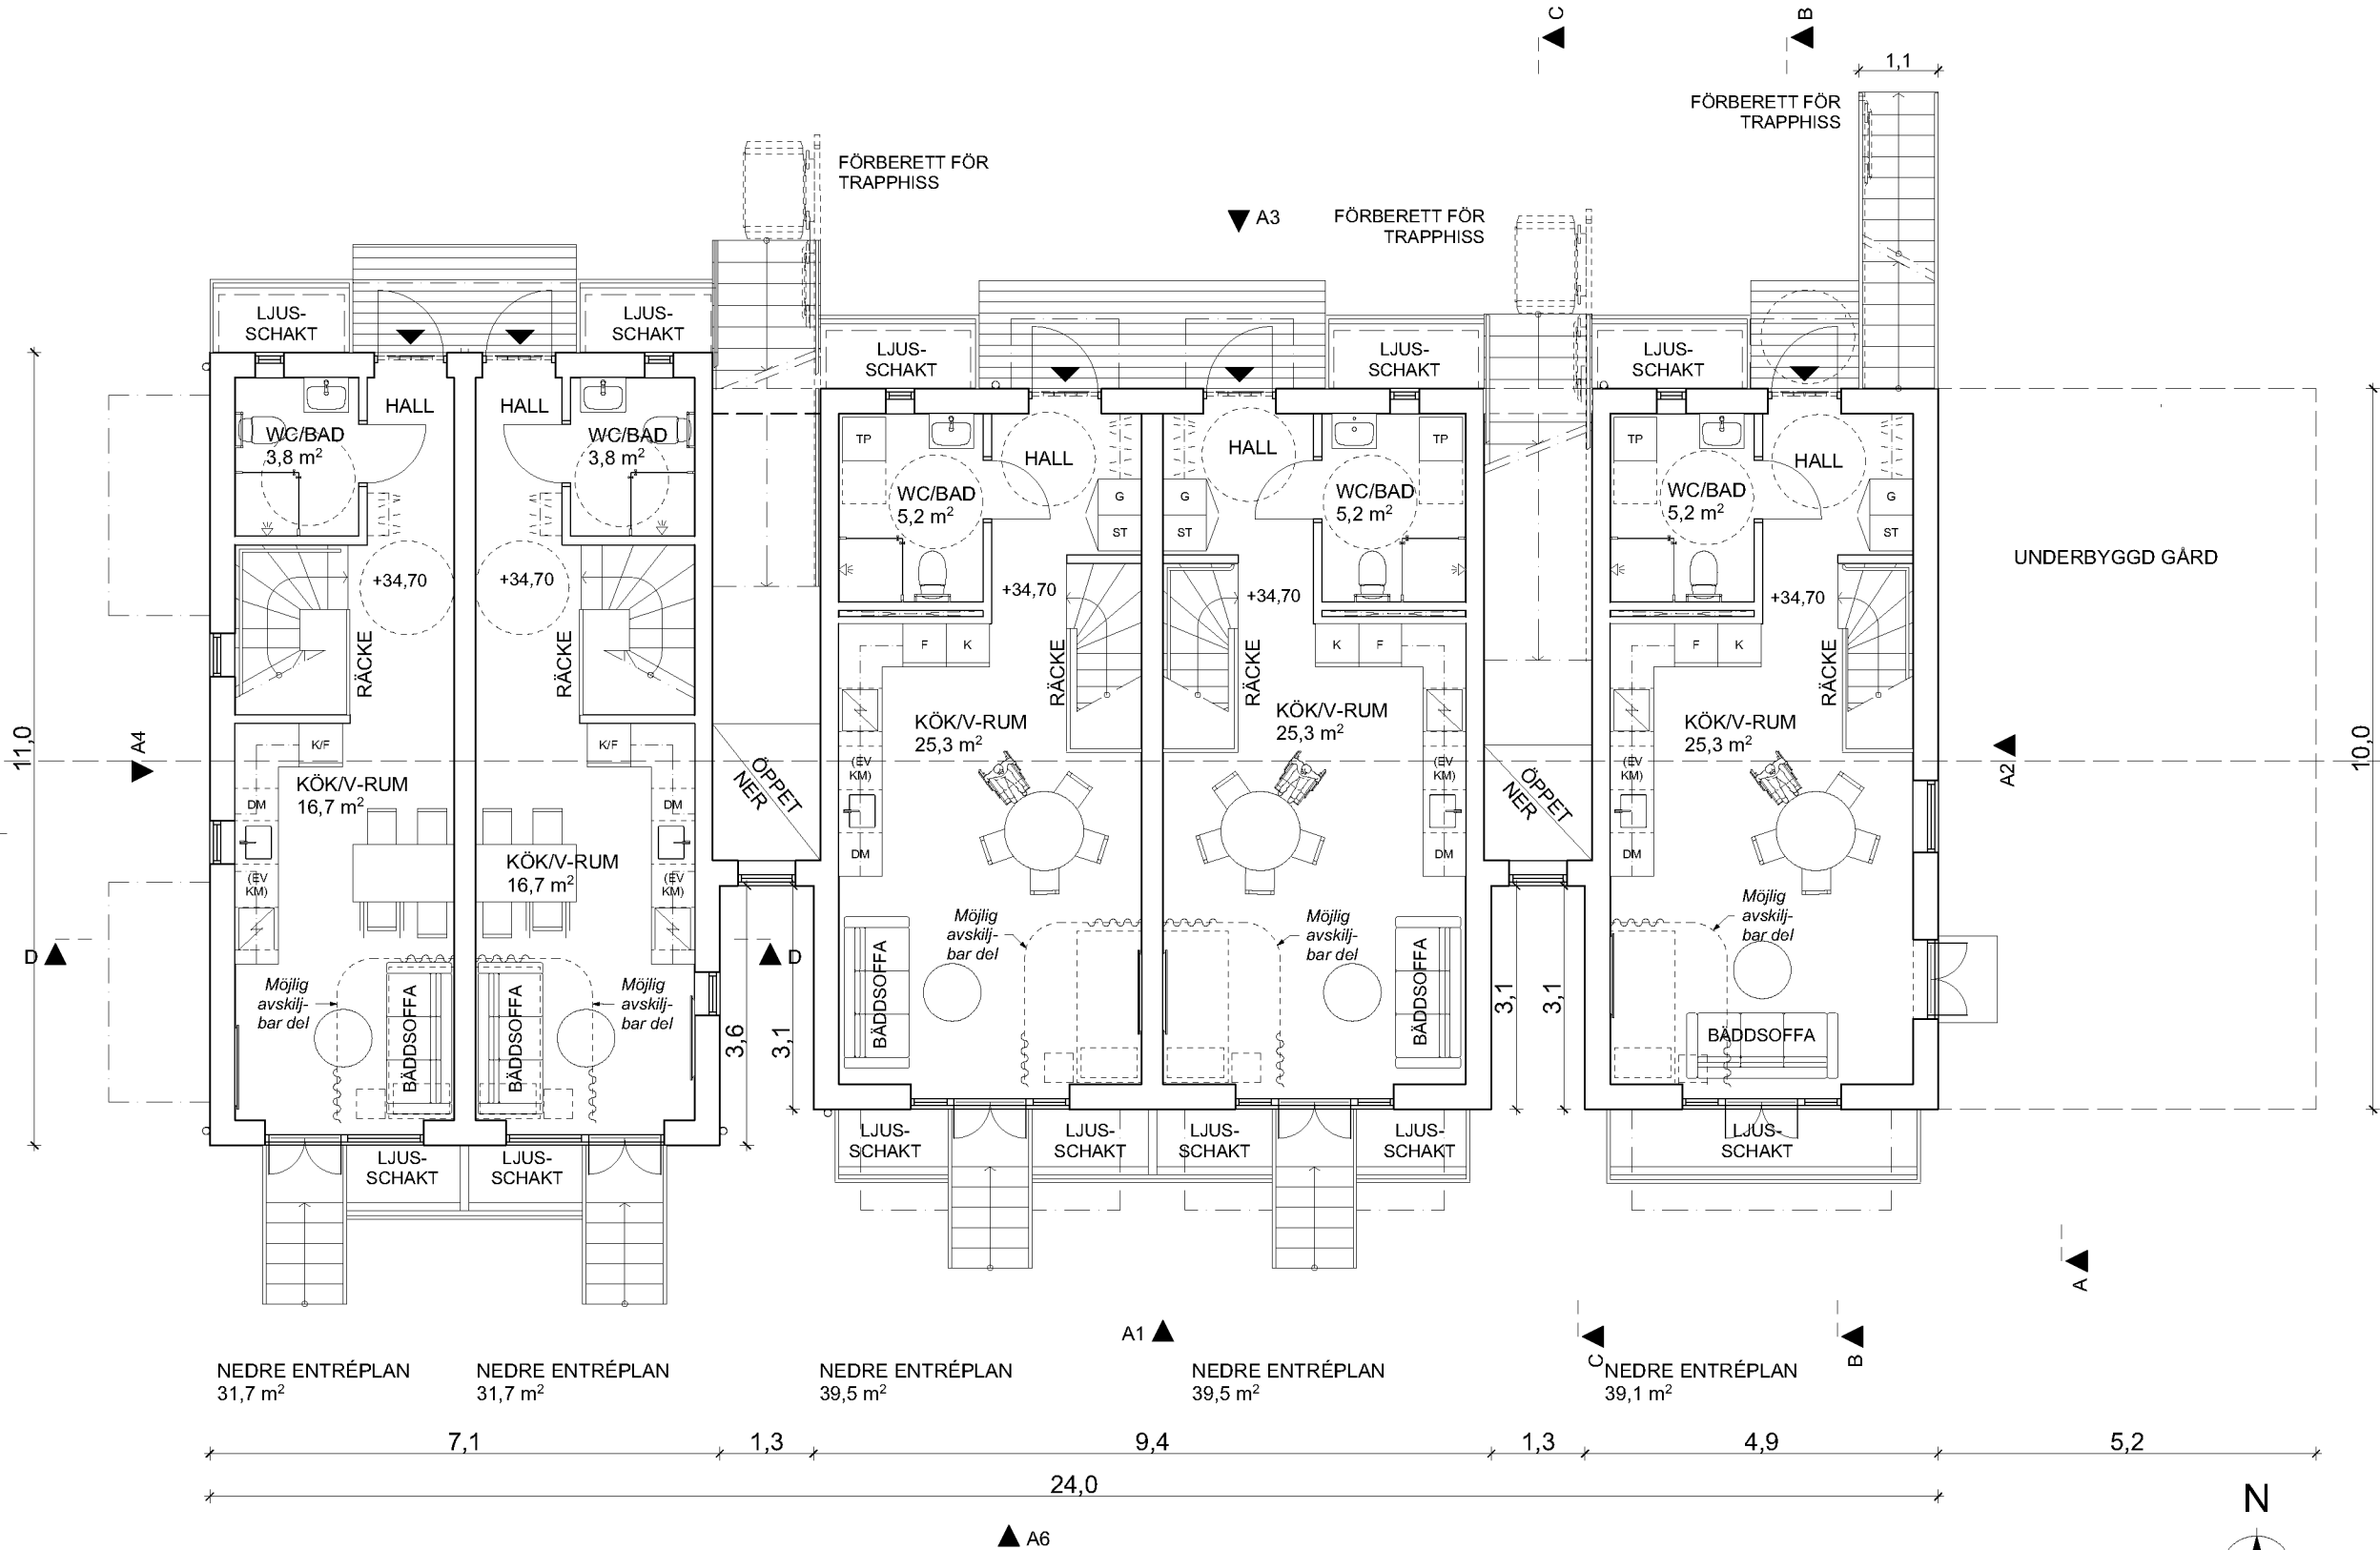 C
B
1,1
FÖRBERETT FÖR
TRAPPHISS
FÖRBERETT FÖR
TRAPPHISS
A3
FÖRBERETT FÖR
TRAPPHISS
LJUS-
SCHAKT
LJUS-
SCHAKT
LJUS-
SCHAKT
LJUS-
SCHAKT
LJUS-
SCHAKT
HALL
HALL
WC/BAD
3,8 m²
WC/BAD
3,8 m²
TP
HALL
HALL
TP
TP
HALL
WC/BAD
5,2 m²
G
ST
G
ST
WC/BAD
5,2 m²
WC/BAD
5,2 m²
G
ST
UNDERBYGGD GÅRD
+34,70
+34,70
+34,70
+34,70
+34,70
RÄCKE
RÄCKE
RÄCKE
RÄCKE
RÄCKE
F
K
K
F
F
K
11,0
A4
K/F
K/F
KÖK/V-RUM
16,7 m²
DM
(EV
KM)
KÖK/V-RUM
16,7 m²
DM
(EV
KM)
ÖPPET
NER
KÖK/V-RUM
25,3 m²
(EV
KM)
DM
KÖK/V-RUM
25,3 m²
(EV
KM)
DM
ÖPPET
NER
KÖK/V-RUM
25,3 m²
(EV
KM)
DM
A2
10,0
D
D
Möjlig
avskilj-
bar del
BÄDDSOFFA
BÄDDSOFFA
Möjlig
avskilj-
bar del
3,6
3,1
BÄDDSOFFA
Möjlig
avskilj-
bar del
Möjlig
avskilj-
bar del
BÄDDSOFFA
3,1
3,1
Möjlig
avskilj-
bar del
BÄDDSOFFA
LJUS-
SCHAKT
LJUS-
SCHAKT
LJUS-
SCHAKT
LJUS-
SCHAKT
LJUS-
SCHAKT
LJUS-
SCHAKT
LJUS-
SCHAKT
A
A1
C
B
NEDRE ENTRÉPLAN
31,7 m²
NEDRE ENTRÉPLAN
31,7 m²
NEDRE ENTRÉPLAN
39,5 m²
NEDRE ENTRÉPLAN
39,5 m²
NEDRE ENTRÉPLAN
39,1 m²
7,1
1,3
9,4
1,3
4,9
5,2
24,0
N
A6